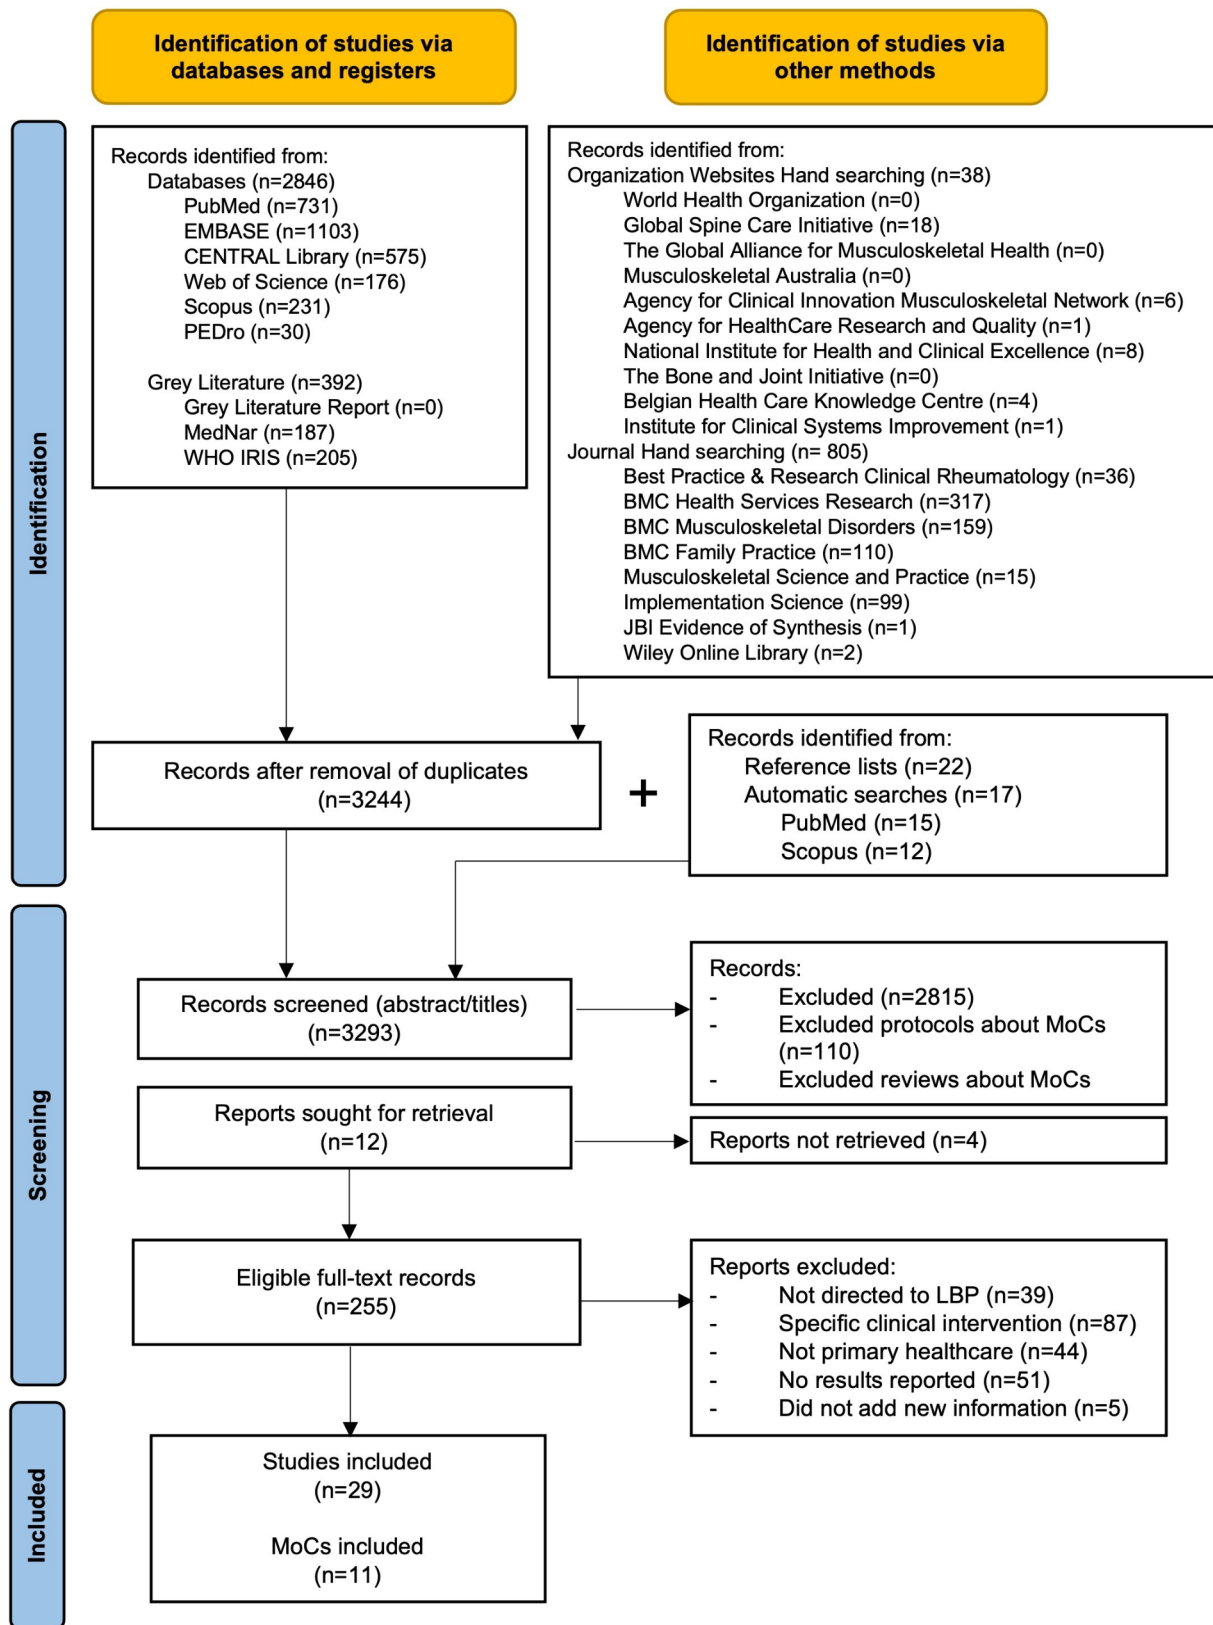 Identification of studies via
databases and registers
Identification of studies via
other methods
Identification
Records identified from:
Databases (n=2846)
PubMed (n=731)
EMBASE (n=1103)
CENTRAL Library (n=575)
Web of Science (n=176)
Scopus (n=231)
PEDro (n=30)
Grey Literature (n=392)
Grey Literature Report (n=0)
MedNar (n=187)
WHO IRIS (n=205)
Records identified from:
Organization Websites Hand searching (n=38)
World Health Organization (n=0)
Global Spine Care Initiative (n=18)
The Global Alliance for Musculoskeletal Health (n=0)
Musculoskeletal Australia (n=0)
Agency for Clinical Innovation Musculoskeletal Network (n=6)
Agency for HealthCare Research and Quality (n=1)
National Institute for Health and Clinical Excellence (n=8)
The Bone and Joint Initiative (n=0)
Belgian Health Care Knowledge Centre (n=4)
Institute for Clinical Systems Improvement (n=1)
Journal Hand searching (n= 805)
Best Practice & Research Clinical Rheumatology (n=36)
BMC Health Services Research (n=317)
BMC Musculoskeletal Disorders (n=159)
BMC Family Practice (n=110)
Musculoskeletal Science and Practice (n=15)
Implementation Science (n=99)
JBI Evidence of Synthesis (n=1)
Wiley Online Library (n=2)
Records after removal of duplicates
(n=3244)
+
Records identified from:
Reference lists (n=22)
Automatic searches (n=17)
PubMed (n=15)
Scopus (n=12)
Screening
Records screened (abstract/titles)
(n=3293)
Records:
- Excluded (n=2815)
- Excluded protocols about MoCs
(n=110)
- Excluded reviews about MoCs
Reports sought for retrieval
(n=12)
Reports not retrieved (n=4)
Eligible full-text records
(n=255)
Reports excluded:
- Not directed to LBP (n=39)
- Specific clinical intervention (n=87)
- Not primary healthcare (n=44)
- No results reported (n=51)
- Did not add new information (n=5)
Included
Studies included
(n=29)
MoCs included
(n=11)